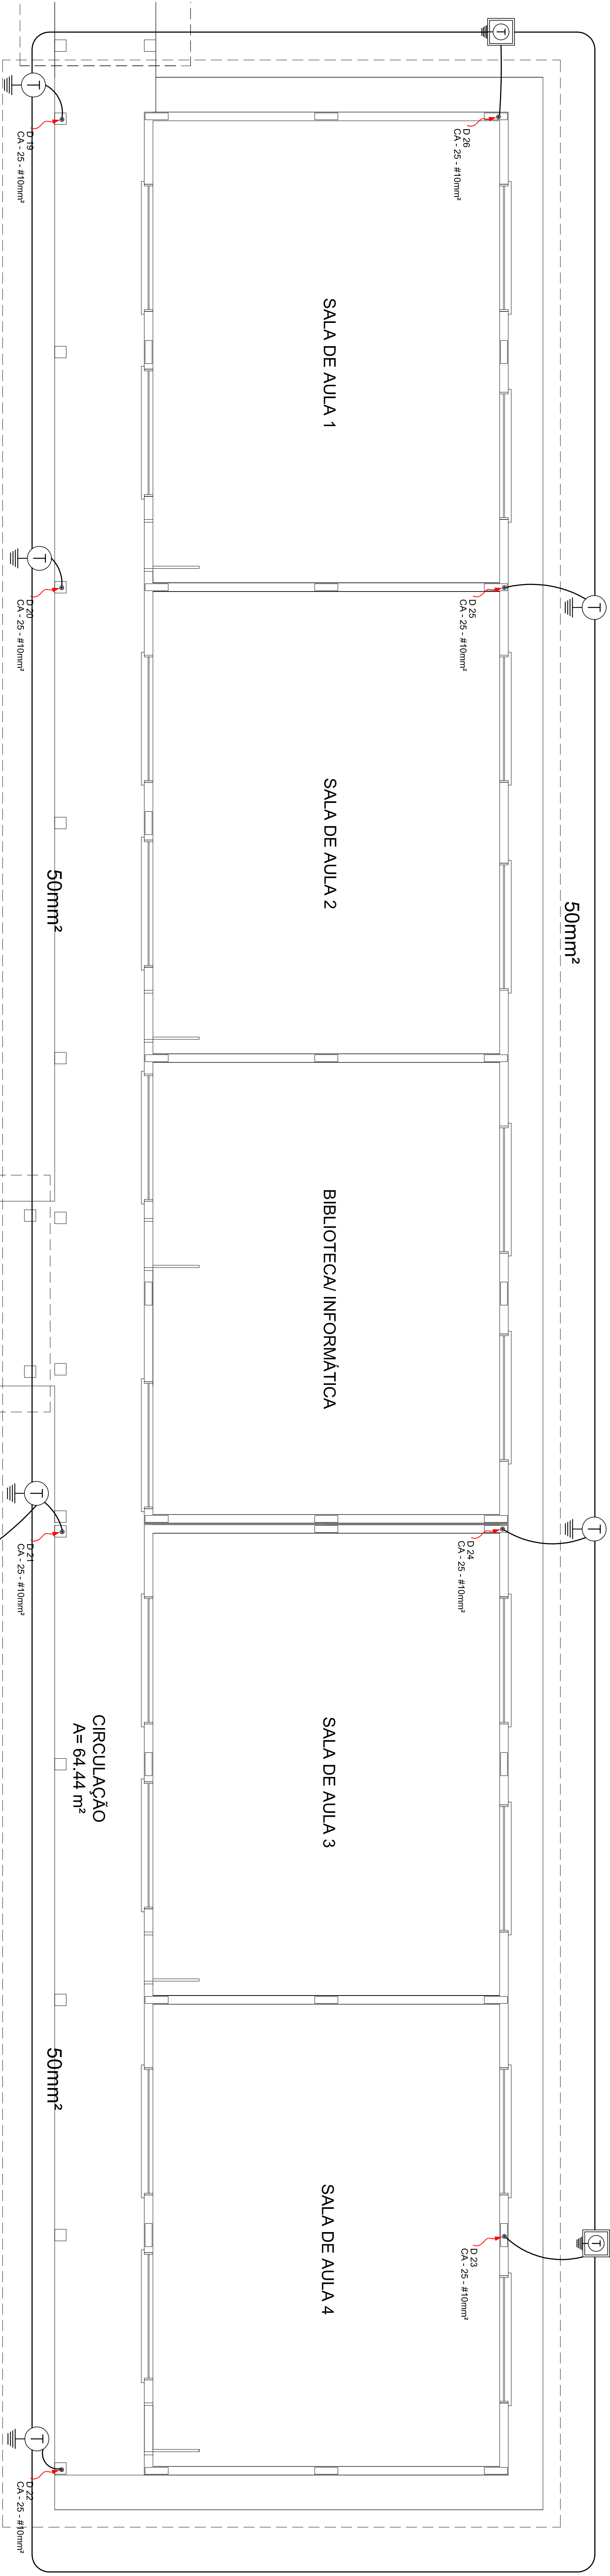 T
T
D 26
CA - 25 - #10mm²
D 19
CA - 25 - #10mm²
SALA DE AULA 1
T
T
D 25
CA - 25 - #10mm²
D 20
CA - 25 - #10mm²
SALA DE AULA 2
50mm²
50mm²
BIBLIOTECA/ INFORMÁTICA
T
T
D 24
CA - 25 - #10mm²
D 21
CA - 25 - #10mm²
SALA DE AULA 3
CIRCULAÇÃO
A= 64.44 m²
50mm²
SALA DE AULA 4
T
D 23
CA - 25 - #10mm²
T
D 22
CA - 25 - #10mm²